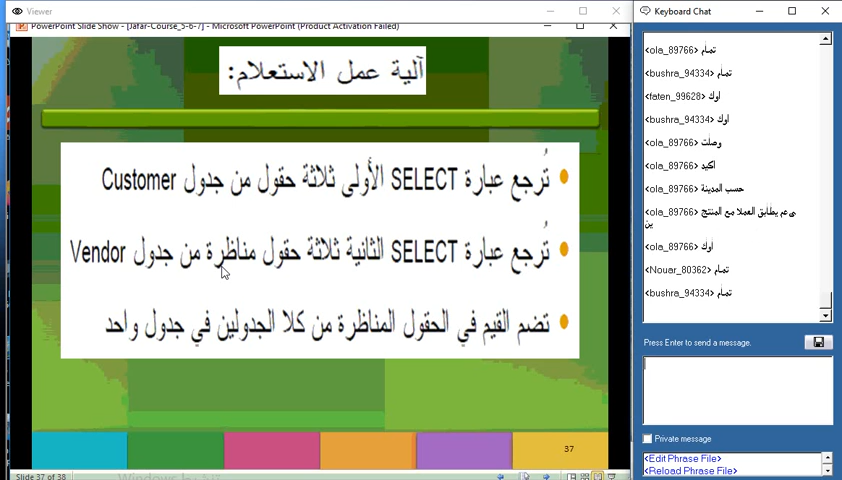 Viewer
PowerPoint Slide Show - [Jafar-Course_5-6-7] - Microsoft PowerPoint (Product Activation Failed)
آلية عمل الاستعلام:
تُرجع عبارة SELECT الأولى ثلاثة حقول من جدول Customer
تُرجع عبارة SELECT الثانية ثلاثة حقول مناظرة من جدول Vendor
تضم القيم في الحقول المناظرة من كلا الجدولين في جدول واحد
37
Slide 37 of 38
Keyboard Chat
<ola_89766> تمام
<bushra_94334> تمام
<faten_99628> اوك
<bushra_94334> اوك
<ola_89766> وصلت
<ola_89766> اكيد
<ola_89766> حسب المدينة
<ola_89766> ىعم يطابق العملا مع المنتج
ين
<ola_89766> اوك
<Nouar_80362> تمام
<bushra_94334> تمام
Press Enter to send a message.
Private message
<Edit Phrase File>
<Reload Phrase File>